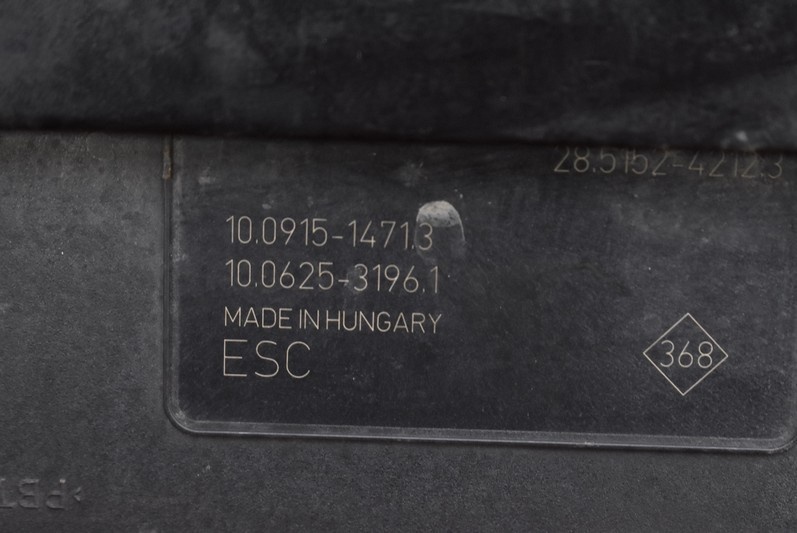 28.5152-4212.3
10.0915-1471.3
10.0625-3196.1
MADE IN HUNGARY
ESC
368